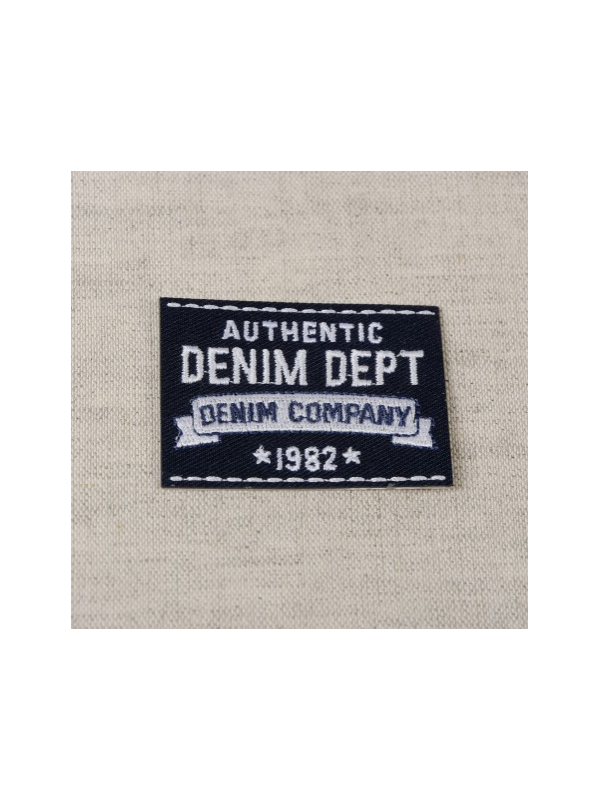 AUTHENTIC
DENIM DEPT
DENIM COMPANY
★1982★